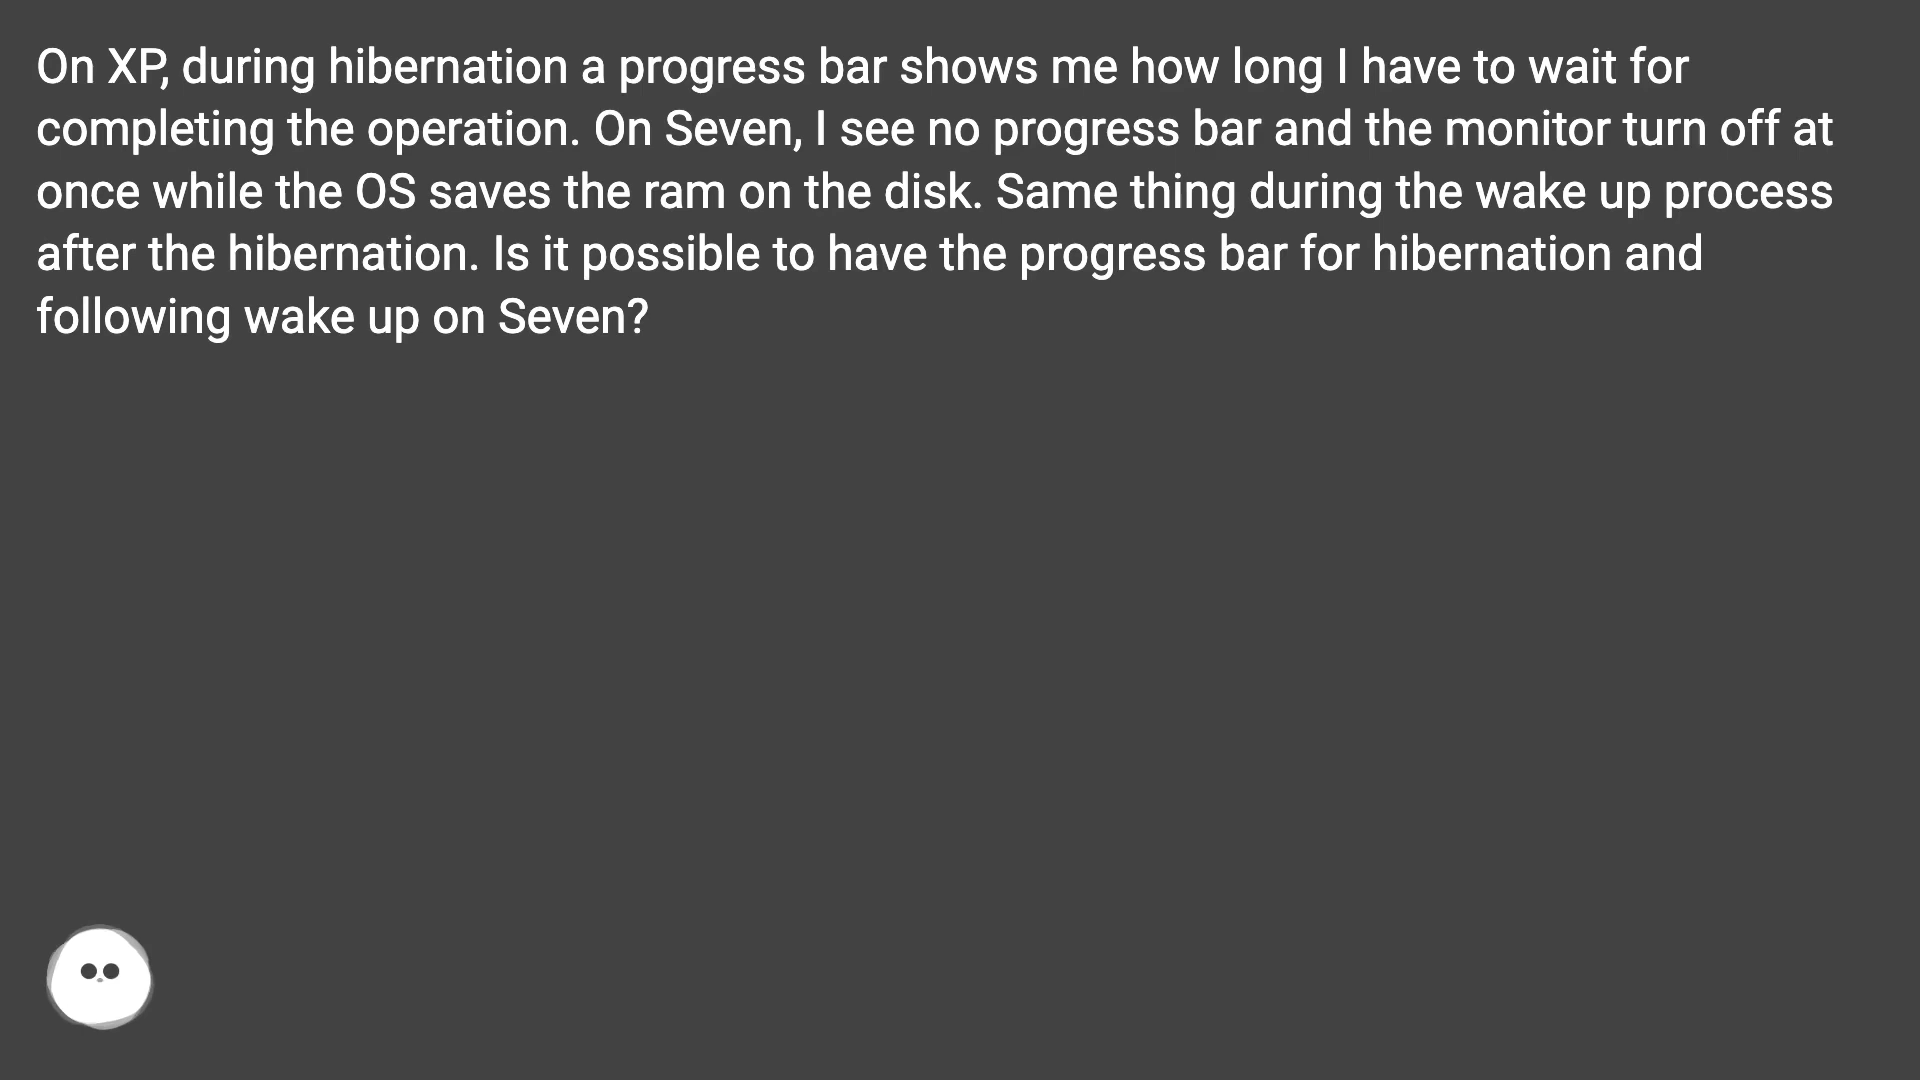 On XP, during hibernation a progress bar shows me how long I have to wait for
completing the operation. On Seven, I see no progress bar and the monitor turn off at
once while the OS saves the ram on the disk. Same thing during the wake up process
after the hibernation. Is it possible to have the progress bar for hibernation and
following wake up on Seven?